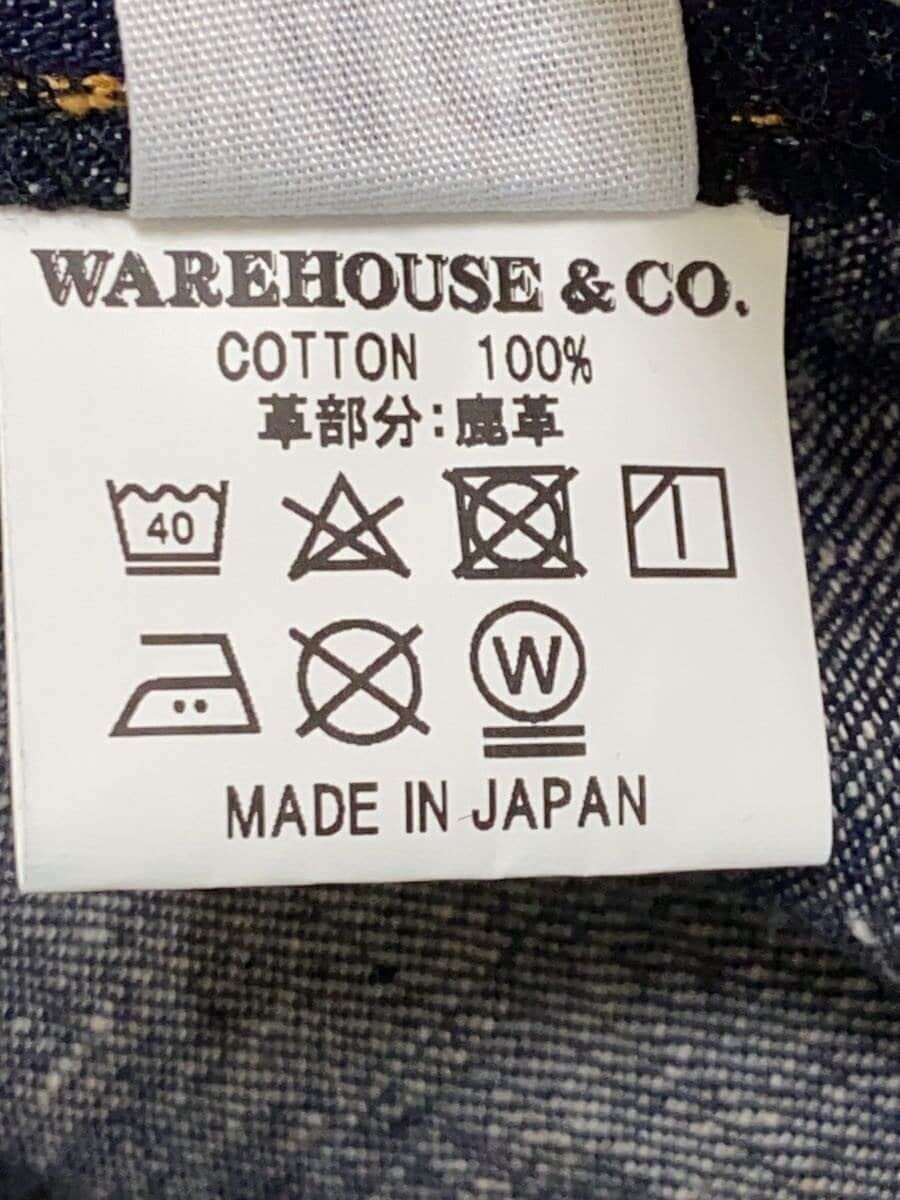 WAREHOUSE & CO.
COTTON 100%
革部分:鹿革
40
W
MADE IN JAPAN